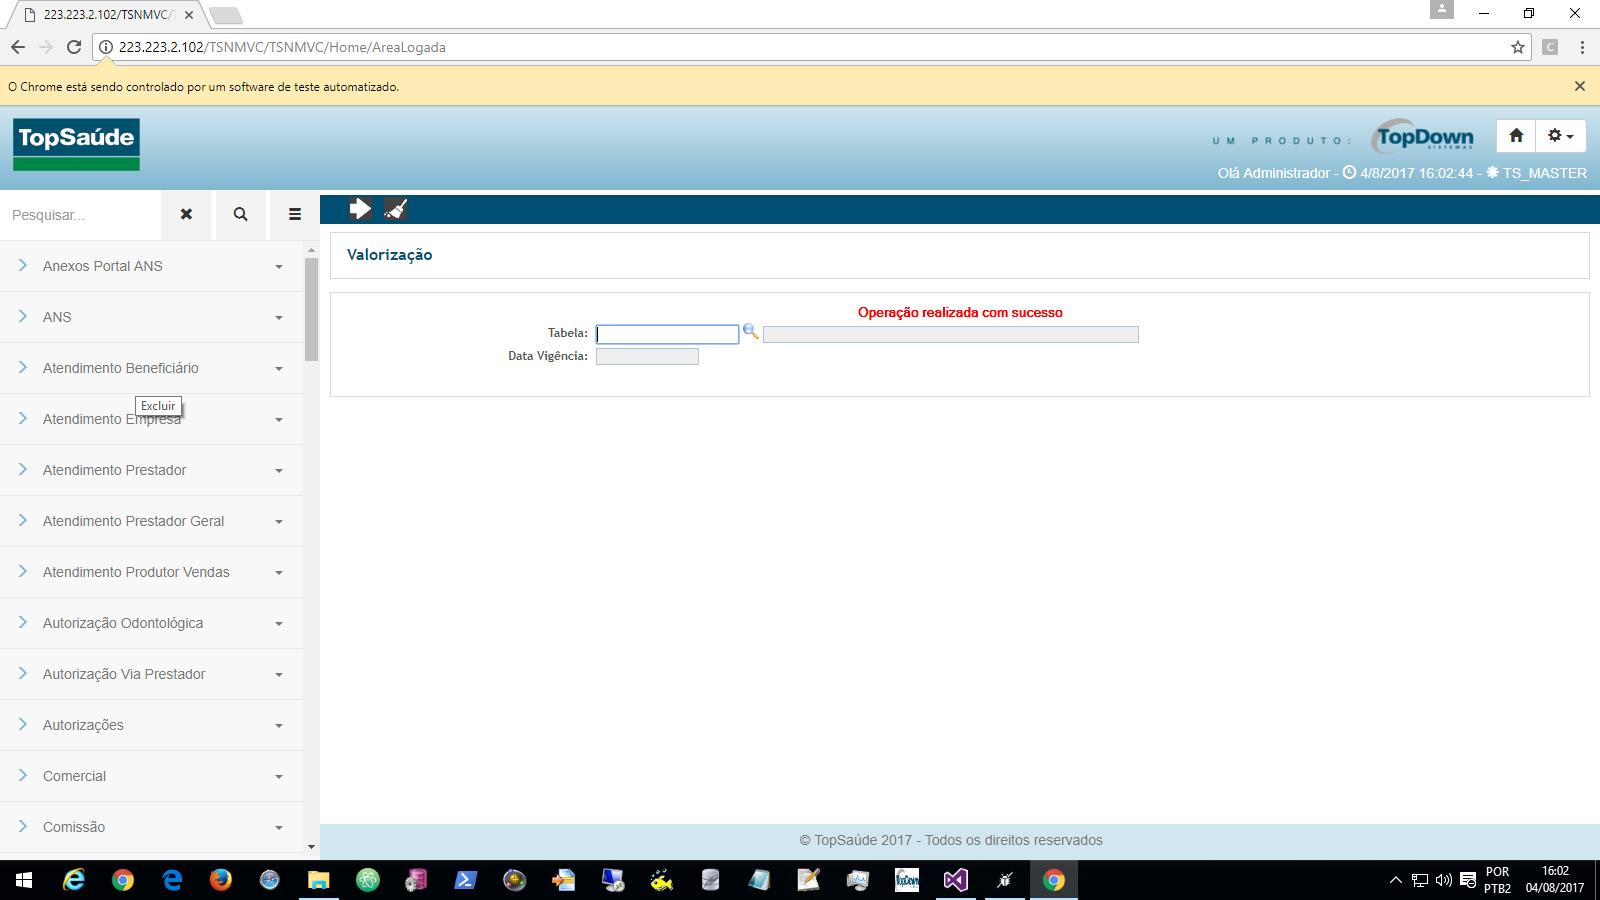 223.223.2.102/TSNMVC/
223.223.2.102/TSNMVC/TSNMVC/Home/AreaLogada
C
O Chrome está sendo controlado por um software de teste automatizado.
TopSaúde
UM PRODUTO:
TopDown
SISTEMAS
Olá Administrador - 4/8/2017 16:02:44 - TS_MASTER
Pesquisar...
Valorização
Anexos Portal ANS
ANS
Atendimento Beneficiário
Excluir
Atendimento Empresa
Atendimento Prestador
Atendimento Prestador Geral
Atendimento Produtor Vendas
Autorização Odontológica
Autorização Via Prestador
Autorizações
Comercial
Comissão
Operação realizada com sucesso
Tabela:
Data Vigência:
© TopSaúde 2017 - Todos os direitos reservados
TopDown
POR
PTB2
16:02
04/08/2017